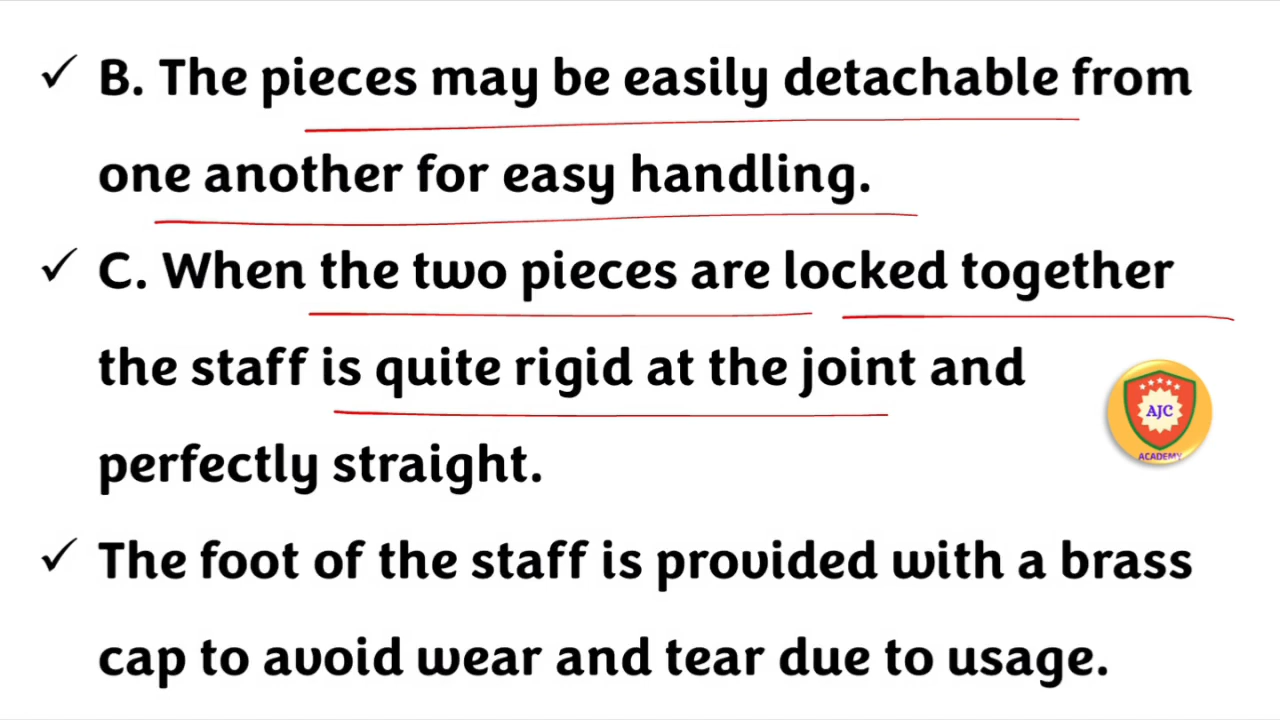 ✓ B. The pieces may be easily detachable from
one another for easy handling.
✓ C. When the two pieces are locked together
the staff is quite rigid at the joint and
perfectly straight.
✓ The foot of the staff is provided with a brass
cap to avoid wear and tear due to usage.
AJC
ACADEMY